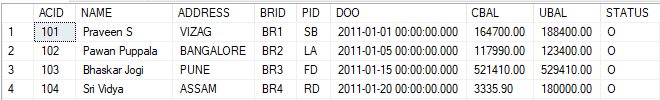 ACID NAME ADDRESS BRID PID DOO CBAL UBAL STATUS
1 101 Praveen S VIZAG BR1 SB 2011-01-01 00:00:00.000 164700.00 188400.00 O
2 102 Pawan Puppala BANGALORE BR2 LA 2011-01-05 00:00:00.000 117990.00 123400.00 O
3 103 Bhaskar Jogi PUNE BR3 FD 2011-01-15 00:00:00.000 521410.00 529410.00 O
4 104 Sri Vidya ASSAM BR4 RD 2011-01-20 00:00:00.000 3335.90 180000.00 O